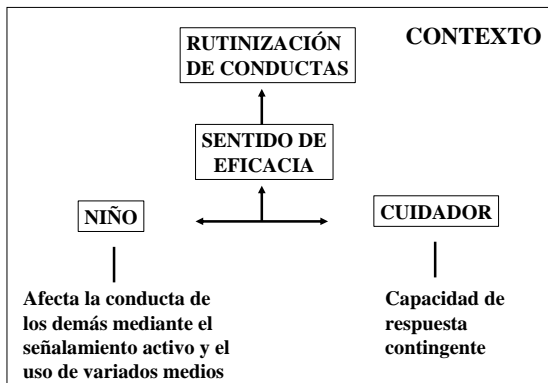 CONTEXTO
RUTINIZACIÓN
DE CONDUCTAS
SENTIDO DE
EFICACIA
NIÑO
CUIDADOR
Afecta la conducta de
los demás mediante el
señalamiento activo y el
uso de variados medios
Capacidad de
respuesta
contingente